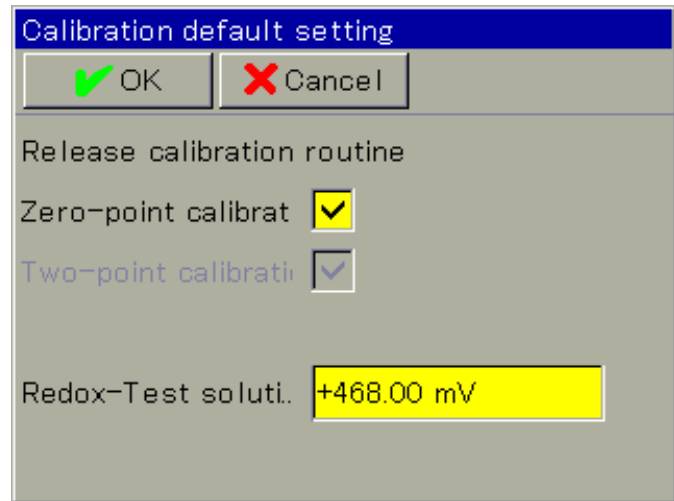 Calibration default setting
OK Cancel
Release calibration routine
Zero-point calibrat
Two-point calibrati
Redox-Test soluti.. +468.00 mV